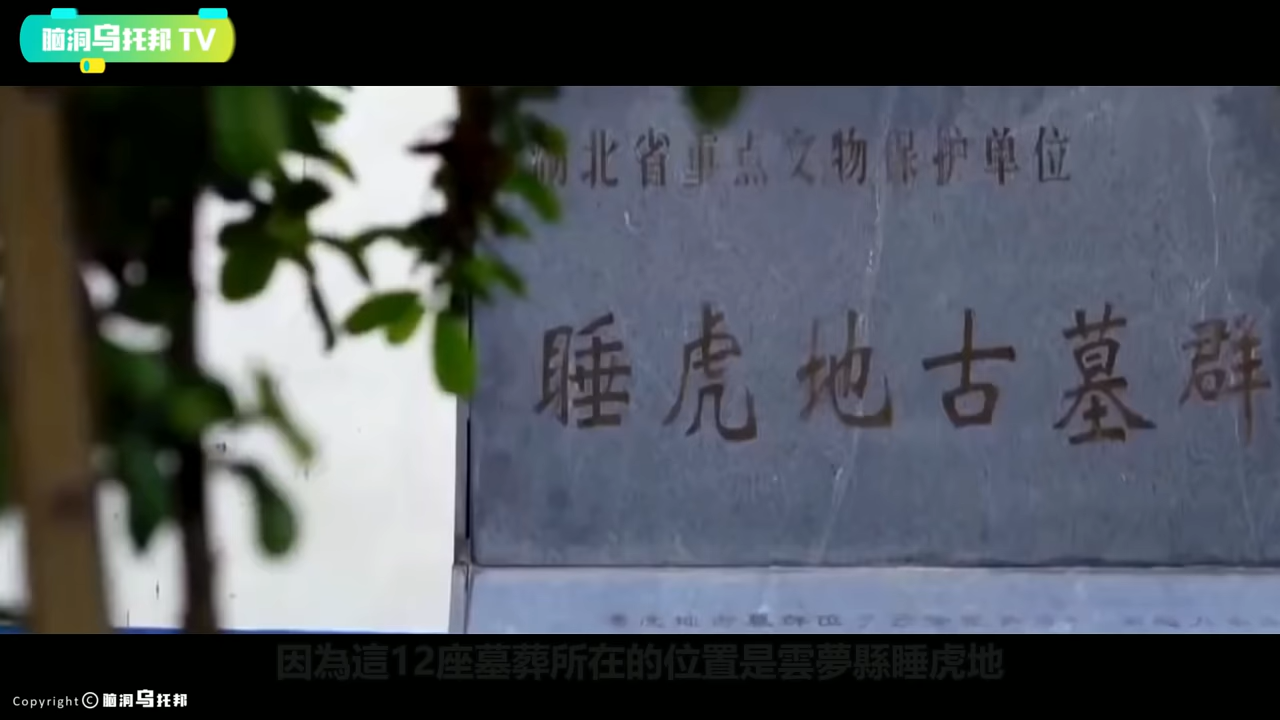 脑洞乌托邦 TV
湖北省重点文物保护单位
睡虎地古墓群
因為這12座墓葬所在的位置是雲夢縣睡虎地
Copyright © 脑洞乌托邦